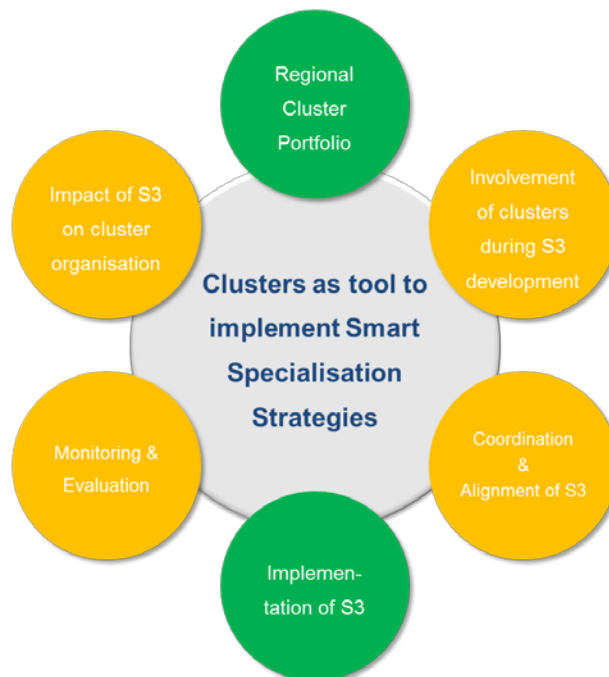 Regional
Cluster
Portfolio
Involvement
of clusters
during S3
development
Coordination
&
Alignment of S3
Implemen-
tation of S3
Monitoring &
Evaluation
Impact of S3
on cluster
organisation
Clusters as tool to
implement Smart
Specialisation
Strategies